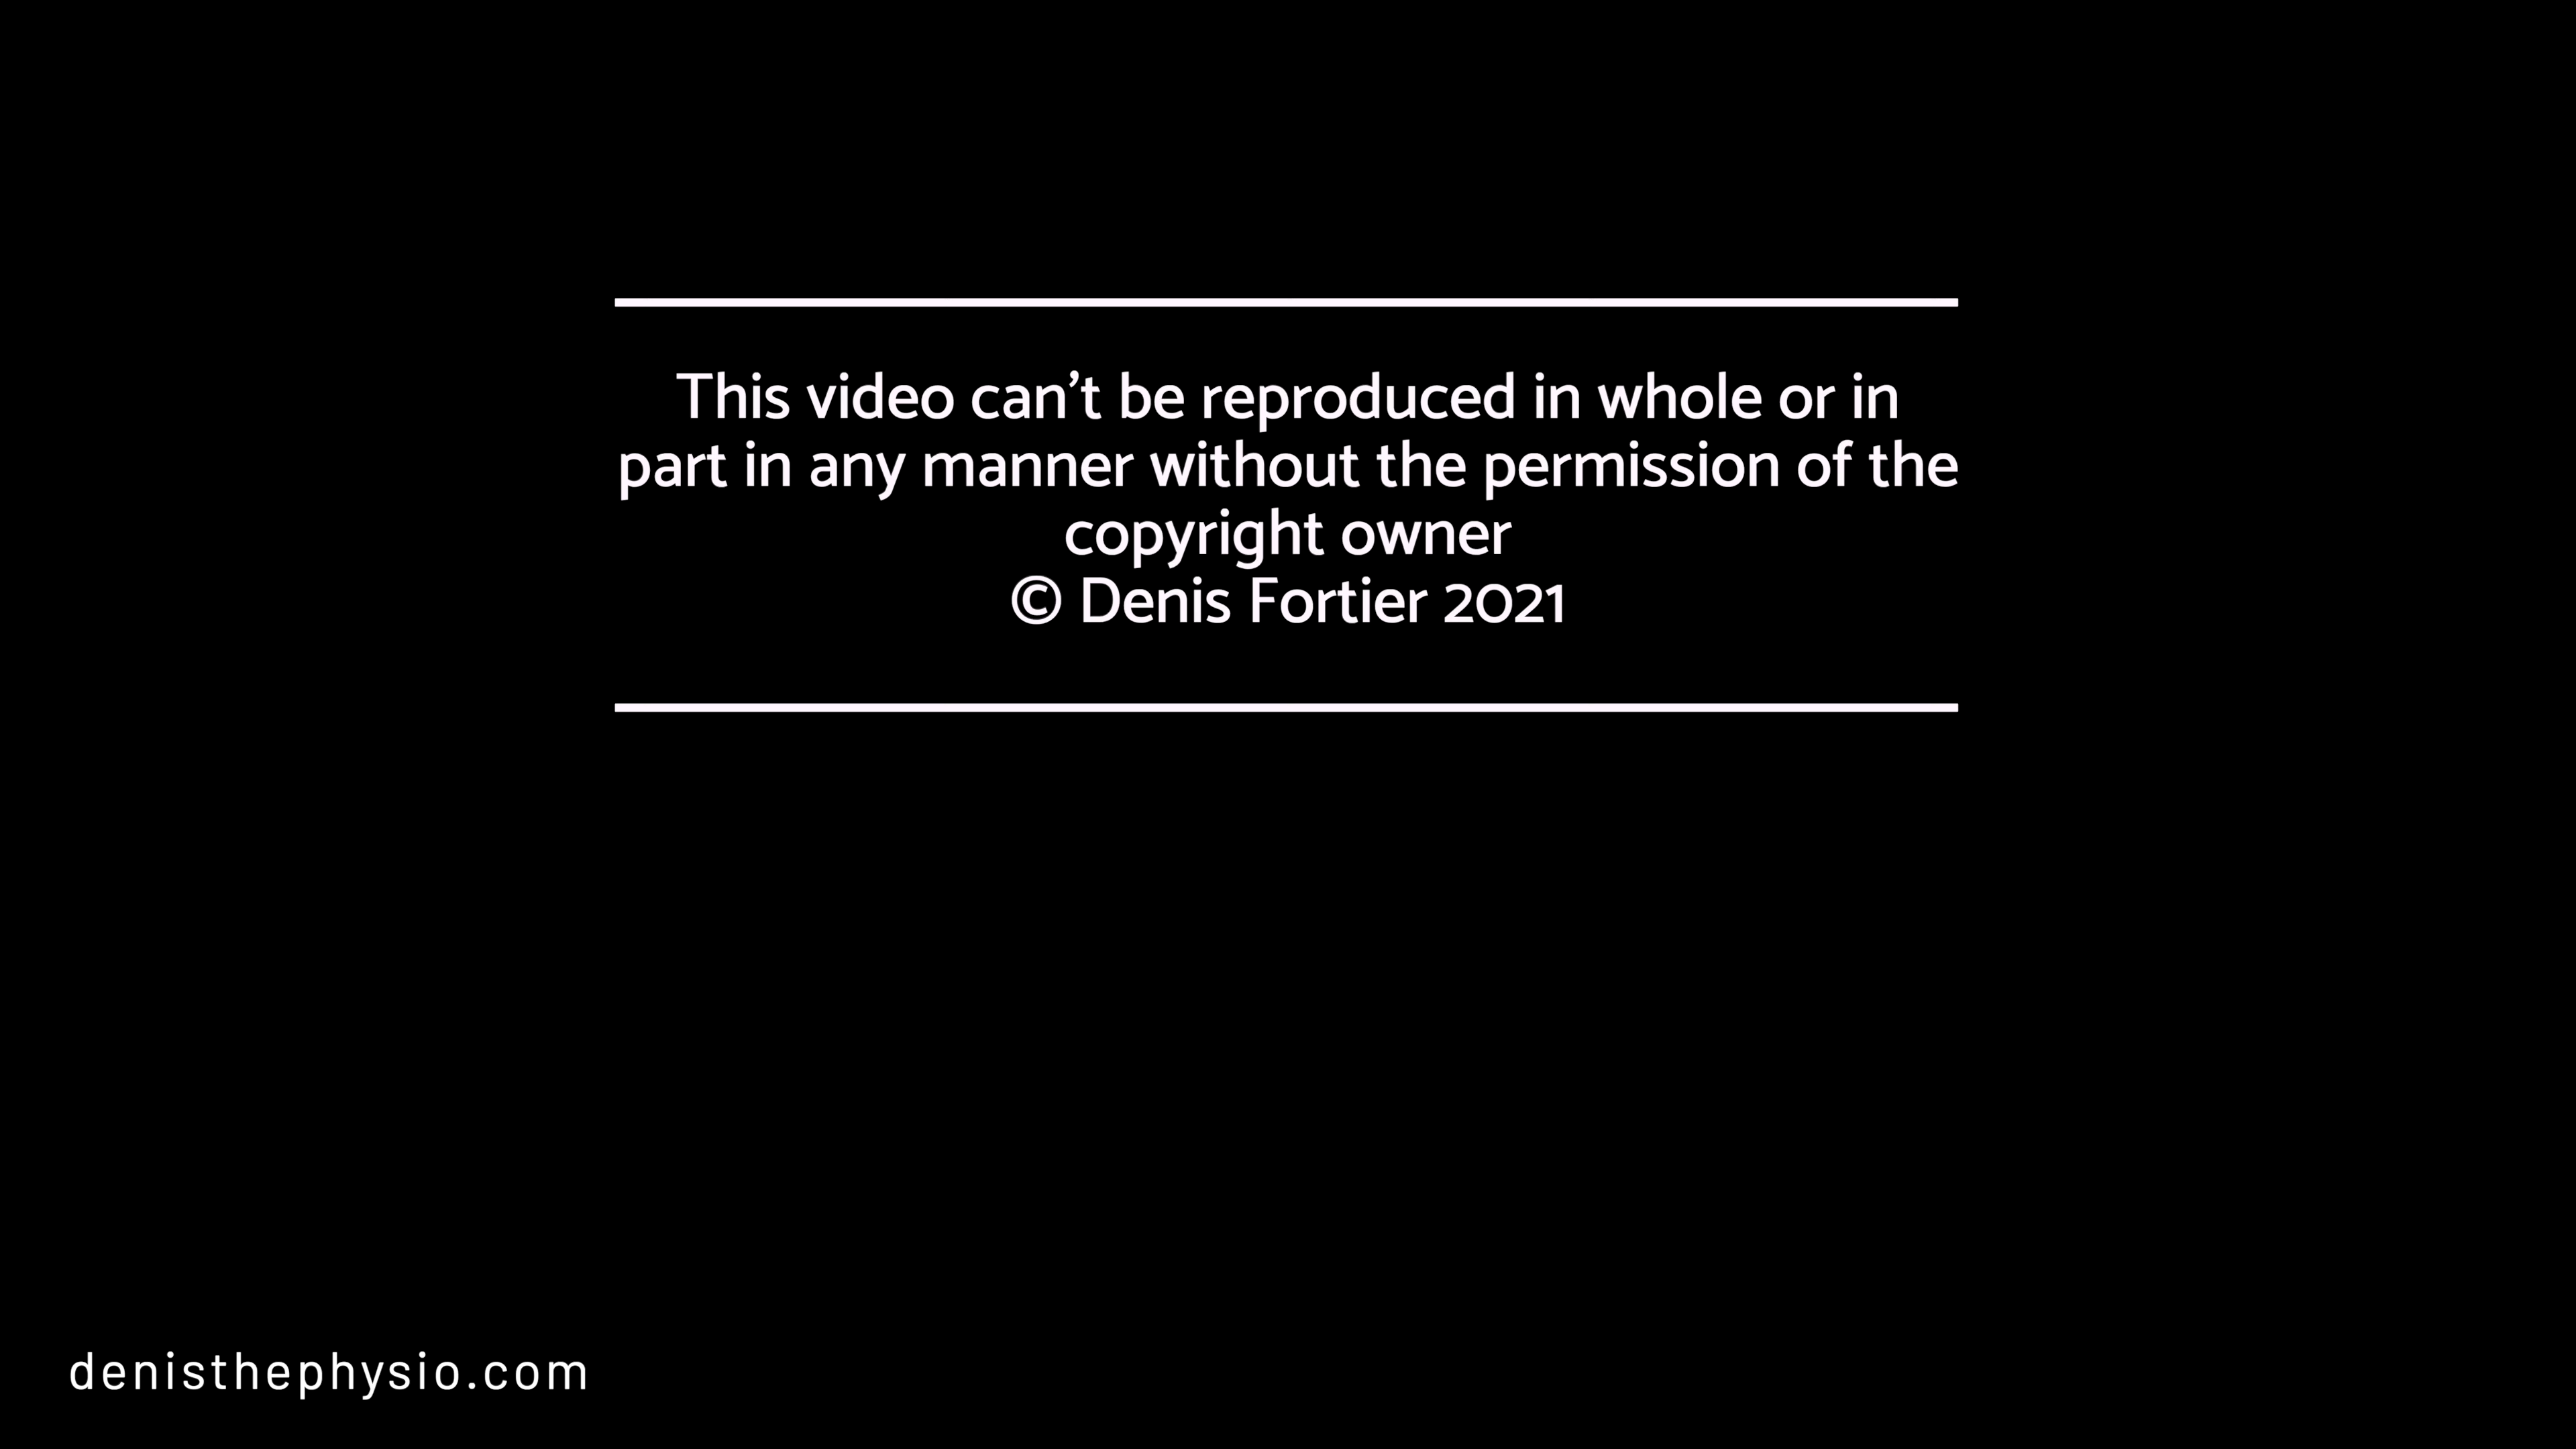 This video can’t be reproduced in whole or in
part in any manner without the permission of the
copyright owner
© Denis Fortier 2021
denisthephysio.com